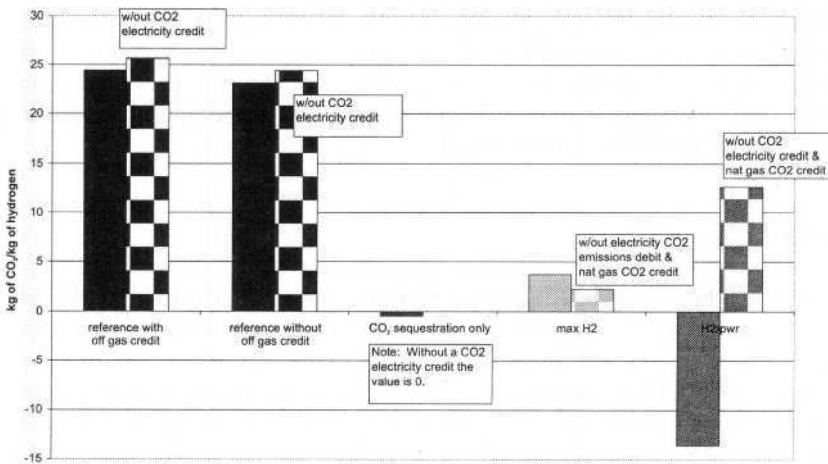 30
25
20
15
10
5
0
-5
-10
-15
kg of CO2/kg of hydrogen
w/out CO2
electricity credit
w/out CO2
electricity credit
w/out CO2
electricity credit &
nat gas CO2 credit
w/out electricity CO2
emissions debit &
nat gas CO2 credit
reference with
off gas credit
reference without
off gas credit
CO2 sequestration only
max H2
H2/pwr
Note: Without a CO2
electricity credit the
value is 0.